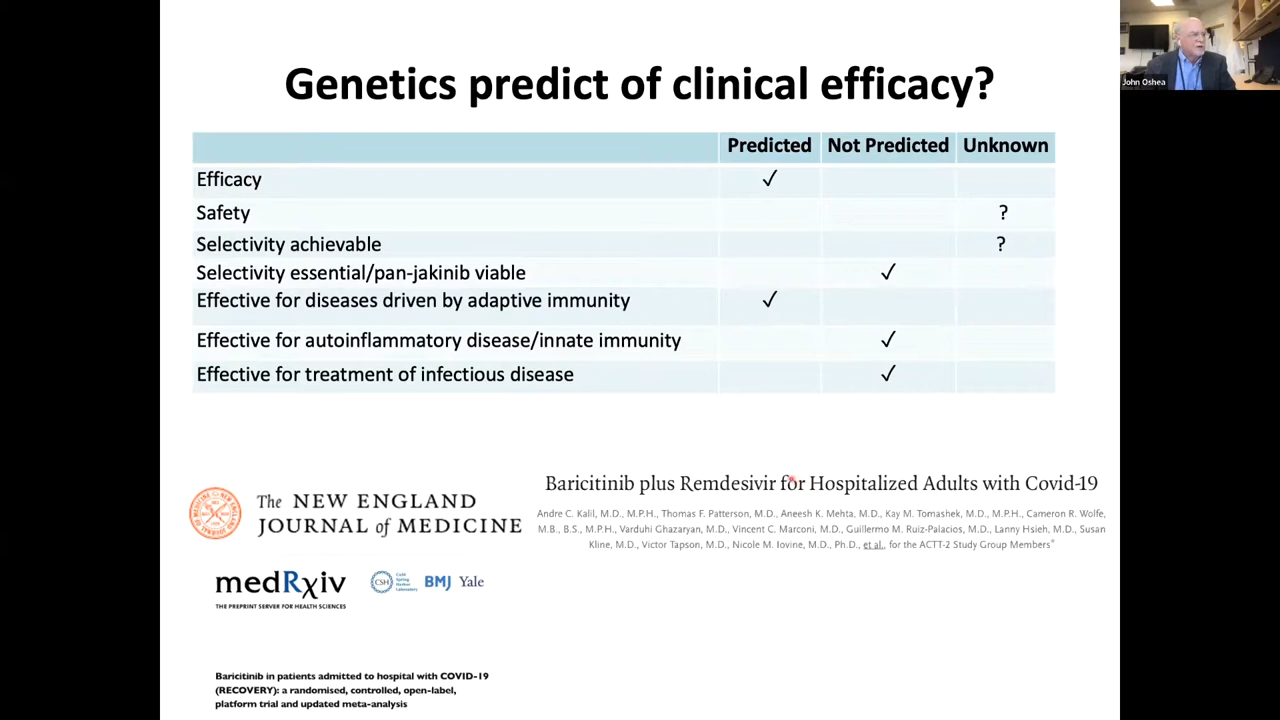 Genetics predict of clinical efficacy?
John Oshea
Predicted Not Predicted Unknown
Efficacy ✓
Safety ?
Selectivity achievable ?
Selectivity essential/pan-jakinib viable ✓
Effective for diseases driven by adaptive immunity ✓
Effective for autoinflammatory disease/innate immunity ✓
Effective for treatment of infectious disease ✓
The NEW ENGLAND
JOURNAL of MEDICINE
Baricitinib plus Remdesivir for Hospitalized Adults with Covid-19
Andre C. Kalil, M.D., M.P.H., Thomas F. Patterson, M.D., Aneesh K. Mehta, M.D., Kay M. Tomashek, M.D., M.P.H., Cameron R. Wolfe,
M.B., B.S., M.P.H., Varduhi Ghazaryan, M.D., Vincent C. Marconi, M.D., Guillermo M. Ruiz-Palacios, M.D., Lanny Hsieh, M.D., Susan
Kline, M.D., Victor Tapson, M.D., Nicole M. Iovine, M.D., Ph.D., et al., for the ACTT-2 Study Group Members*
medRxiv
THE PREPRINT SERVER FOR HEALTH SCIENCES
CSH
Cold
Spring
Harbor
Laboratory
BMJ Yale
Baricitinib in patients admitted to hospital with COVID-19
(RECOVERY): a randomised, controlled, open-label,
platform trial and updated meta-analysis